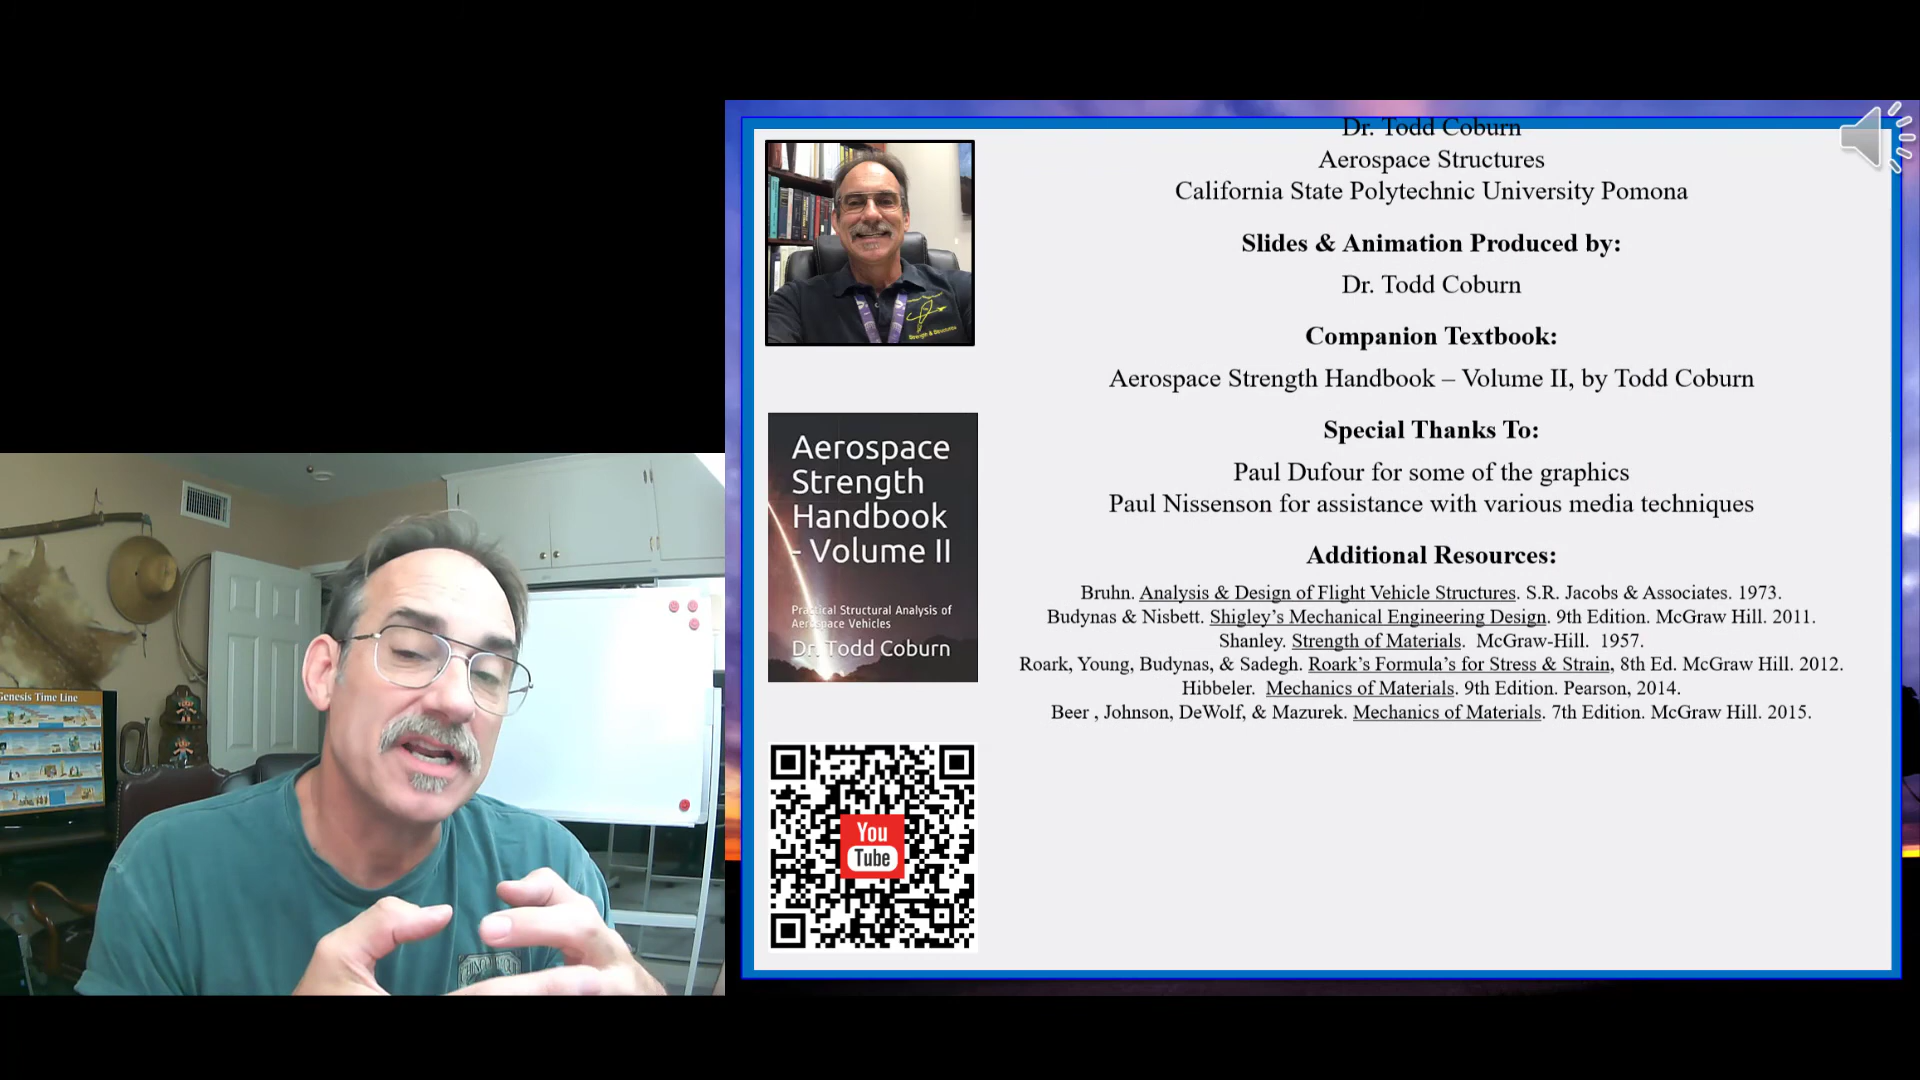 Dr. Todd Coburn
Aerospace Structures
California State Polytechnic University Pomona
Slides & Animation Produced by:
Dr. Todd Coburn
Companion Textbook:
Aerospace Strength Handbook – Volume II, by Todd Coburn
Special Thanks To:
Paul Dufour for some of the graphics
Paul Nissenson for assistance with various media techniques
Additional Resources:
Bruhn. Analysis & Design of Flight Vehicle Structures. S.R. Jacobs & Associates. 1973.
Budynas & Nisbett. Shigley’s Mechanical Engineering Design. 9th Edition. McGraw Hill. 2011.
Shanley. Strength of Materials. McGraw-Hill. 1957.
Roark, Young, Budynas, & Sadegh. Roark’s Formula’s for Stress & Strain, 8th Ed. McGraw Hill. 2012.
Hibbeler. Mechanics of Materials. 9th Edition. Pearson, 2014.
Beer , Johnson, DeWolf, & Mazurek. Mechanics of Materials. 7th Edition. McGraw Hill. 2015.
Aerospace
Strength
Handbook
- Volume II
Practical Structural Analysis of
Aerospace Vehicles
Dr. Todd Coburn
You
Tube
Genesis Time Line
Strength & Structures